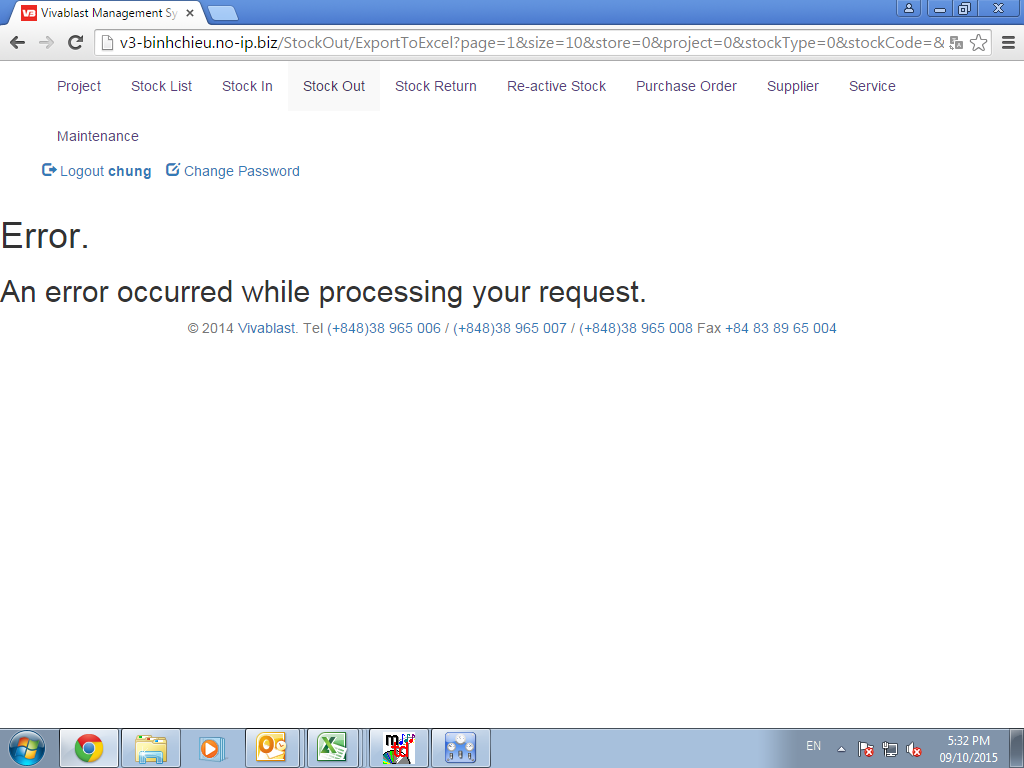 V3 Vivablast Management Sy
v3-binhchieu.no-ip.biz/StockOut/ExportToExcel?page=1&size=10&store=0&project=0&stockType=0&stockCode=&
Project Stock List Stock In Stock Out Stock Return Re-active Stock Purchase Order Supplier Service
Maintenance
Logout chung Change Password
Error.
An error occurred while processing your request.
© 2014 Vivablast. Tel (+848)38 965 006 / (+848)38 965 007 / (+848)38 965 008 Fax +84 83 89 65 004
EN
5:32 PM
09/10/2015